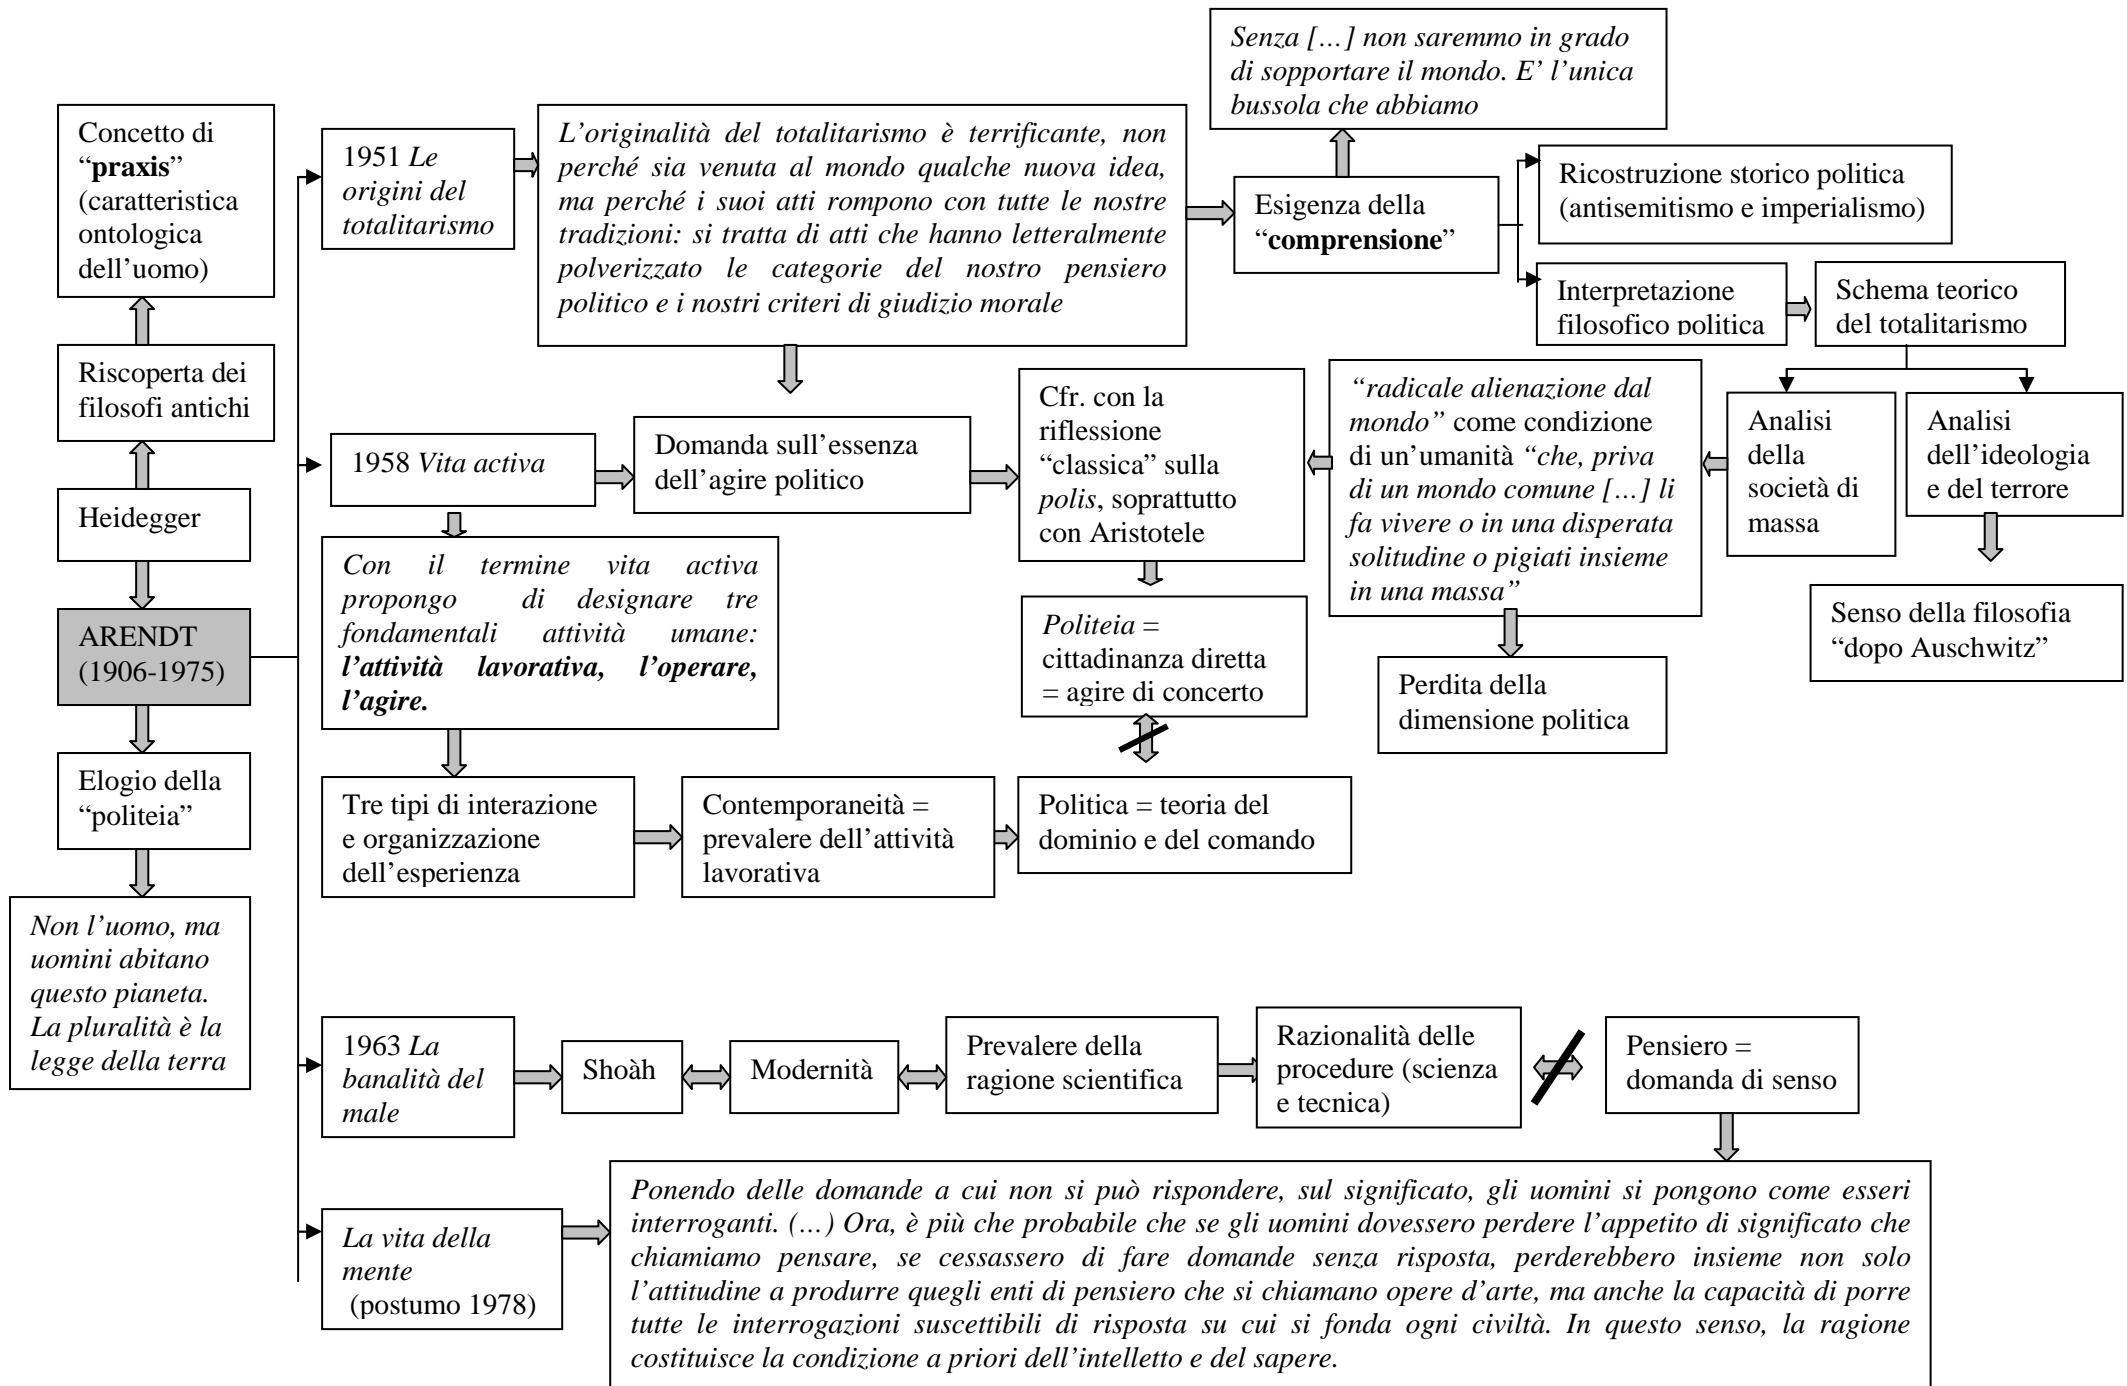 Senza […] non saremmo in grado
di sopportare il mondo. E’ l’unica
bussola che abbiamo
Concetto di
“praxis”
(caratteristica
ontologica
dell’uomo)
1951 Le
origini del
totalitarismo
L’originalità del totalitarismo è terrificante, non
perché sia venuta al mondo qualche nuova idea,
ma perché i suoi atti rompono con tutte le nostre
tradizioni: si tratta di atti che hanno letteralmente
polverizzato le categorie del nostro pensiero
politico e i nostri criteri di giudizio morale
Esigenza della
“comprensione”
Ricostruzione storico politica
(antisemitismo e imperialismo)
Interpretazione
filosofico politica
Schema teorico
del totalitarismo
Riscoperta dei
filosofi antichi
Heidegger
ARENDT
(1906-1975)
Elogio della
“politeia”
Non l’uomo, ma
uomini abitano
questo pianeta.
La pluralità è la
legge della terra
1958 Vita activa
Domanda sull’essenza
dell’agire politico
Cfr. con la
riflessione
“classica” sulla
polis, soprattutto
con Aristotele
“radicale alienazione dal
mondo” come condizione
di un’umanità “che, priva
di un mondo comune […] li
fa vivere o in una disperata
solitudine o pigiati insieme
in una massa”
Analisi
della
società di
massa
Analisi
dell’ideologia
e del terrore
Con il termine vita activa
propongo di designare tre
fondamentali attività umane:
l’attività lavorativa, l’operare,
l’agire.
Politeia =
cittadinanza diretta
= agire di concerto
Perdita della
dimensione politica
Senso della filosofia
“dopo Auschwitz”
Tre tipi di interazione
e organizzazione
dell’esperienza
Contemporaneità =
prevalere dell’attività
lavorativa
Politica = teoria del
dominio e del comando
1963 La
banalità del
male
Shoàh
Modernità
Prevalere della
ragione scientifica
Razionalità delle
procedure (scienza
e tecnica)
Pensiero =
domanda di senso
La vita della
mente
(postumo 1978)
Ponendo delle domande a cui non si può rispondere, sul significato, gli uomini si pongono come esseri
interroganti. (…) Ora, è più che probabile che se gli uomini dovessero perdere l’appetito di significato che
chiamiamo pensare, se cessassero di fare domande senza risposta, perderebbero insieme non solo
l’attitudine a produrre quegli enti di pensiero che si chiamano opere d’arte, ma anche la capacità di porre
tutte le interrogazioni suscettibili di risposta su cui si fonda ogni civiltà. In questo senso, la ragione
costituisce la condizione a priori dell’intelletto e del sapere.